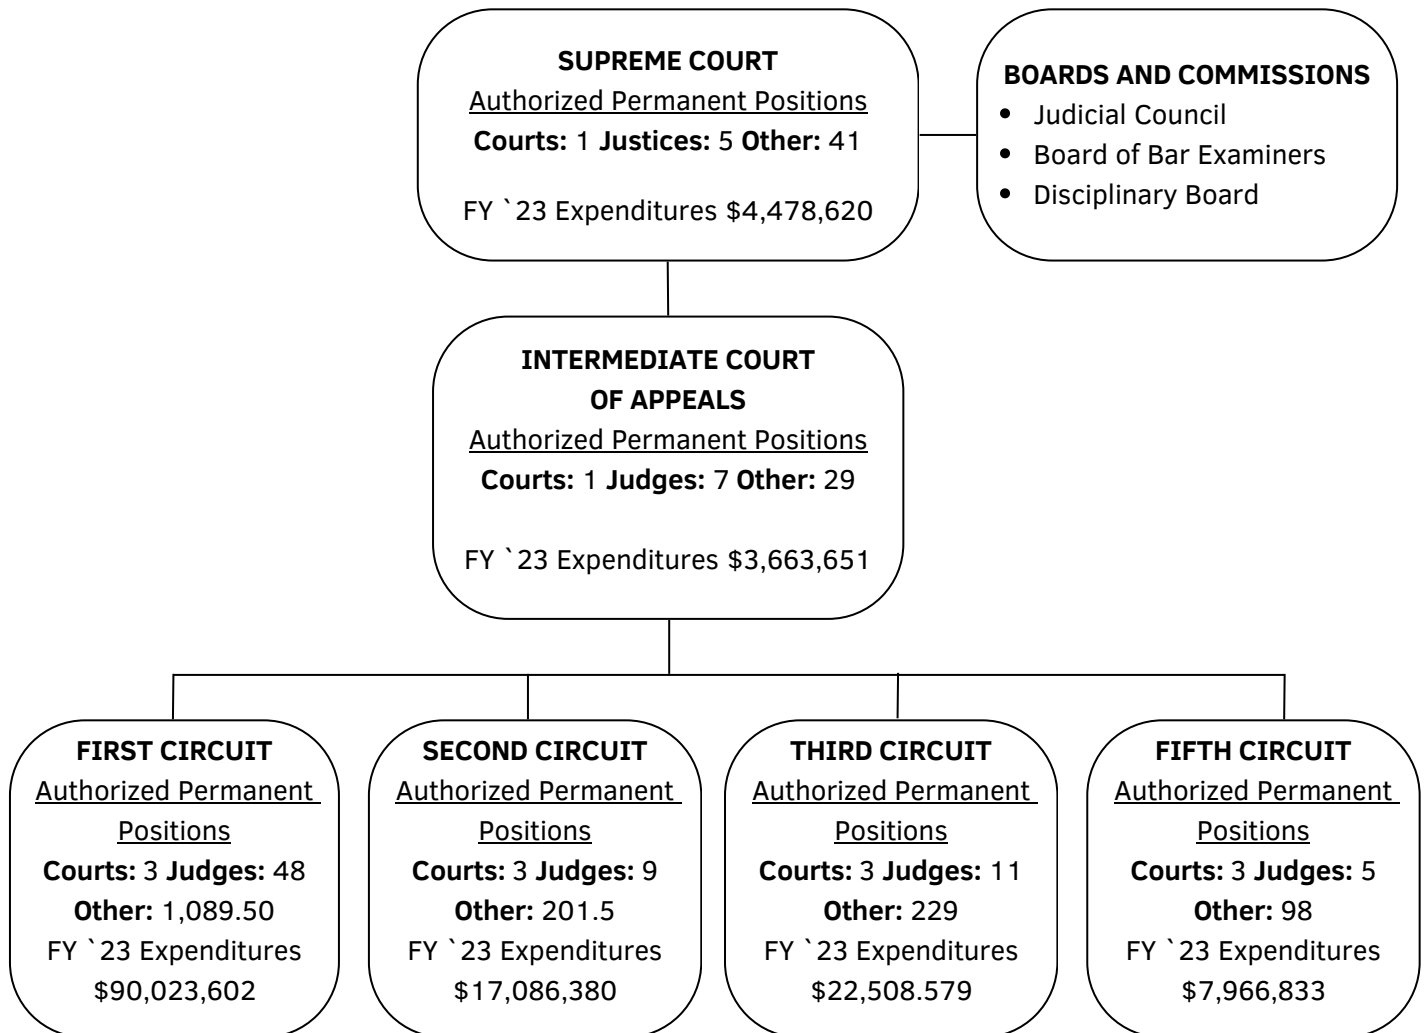 SUPREME COURT
Authorized Permanent Positions
Courts: 1 Justices: 5 Other: 41
FY `23 Expenditures $4,478,620
BOARDS AND COMMISSIONS
• Judicial Council
• Board of Bar Examiners
• Disciplinary Board
INTERMEDIATE COURT
OF APPEALS
Authorized Permanent Positions
Courts: 1 Judges: 7 Other: 29
FY `23 Expenditures $3,663,651
FIRST CIRCUIT
Authorized Permanent
Positions
Courts: 3 Judges: 48
Other: 1,089.50
FY `23 Expenditures
$90,023,602
SECOND CIRCUIT
Authorized Permanent
Positions
Courts: 3 Judges: 9
Other: 201.5
FY `23 Expenditures
$17,086,380
THIRD CIRCUIT
Authorized Permanent
Positions
Courts: 3 Judges: 11
Other: 229
FY `23 Expenditures
$22,508.579
FIFTH CIRCUIT
Authorized Permanent
Positions
Courts: 3 Judges: 5
Other: 98
FY `23 Expenditures
$7,966,833